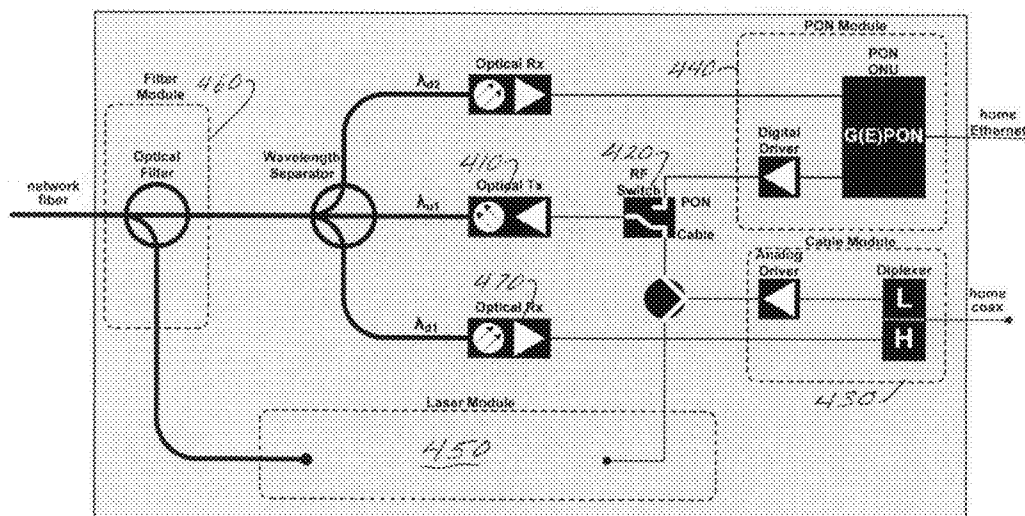 PON Module
Optical Rx
440
PON
ONU
Filter
Module
460
λd2
home
Ethernet
G(E)PON
Digital
Driver
410
420
Optical
Filter
Wavelength
Separator
RF
Switch
network
fiber
Optical Tx
λu1
PON
Cable
Cable Module
Analog
Driver
Diplexer
470
Optical Rx
L
home
coax
λd1
H
Laser Module
430
450